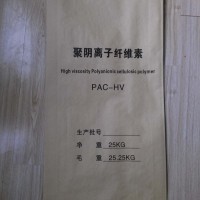 聚阴离子纤维素
High viscosity Polyanionic cellulosic polymer
PAC-HV
生产批号
净 重 25KG
毛 重 25.25KG